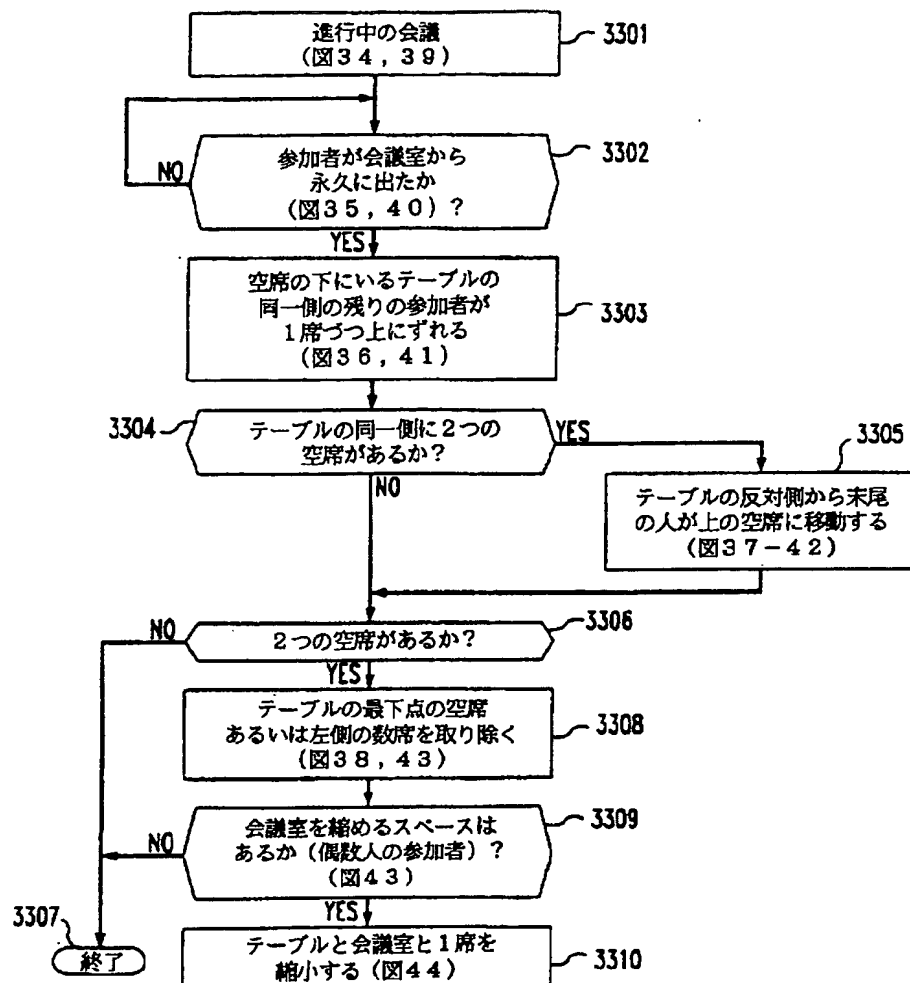 進行中の会議
(図34,39)
3301
参加者が会議室から
永久に出たか
(図35,40)?
3302
NO
YES
空席の下にいるテーブルの
同一側の残りの参加者が
1席づつ上にずれる
(図36,41)
3303
3304
テーブルの同一側に2つの
空席があるか?
YES
NO
3305
テーブルの反対側から末尾
の人が上の空席に移動する
(図37-42)
NO
2つの空席があるか?
3306
YES
テーブルの最下点の空席
あるいは左側の数席を取り除く
(図38,43)
3308
会議室を縮めるスペースは
あるか(偶数人の参加者)?
(図43)
3309
NO
YES
3307
終了
テーブルと会議室と1席を
縮小する(図44)
3310